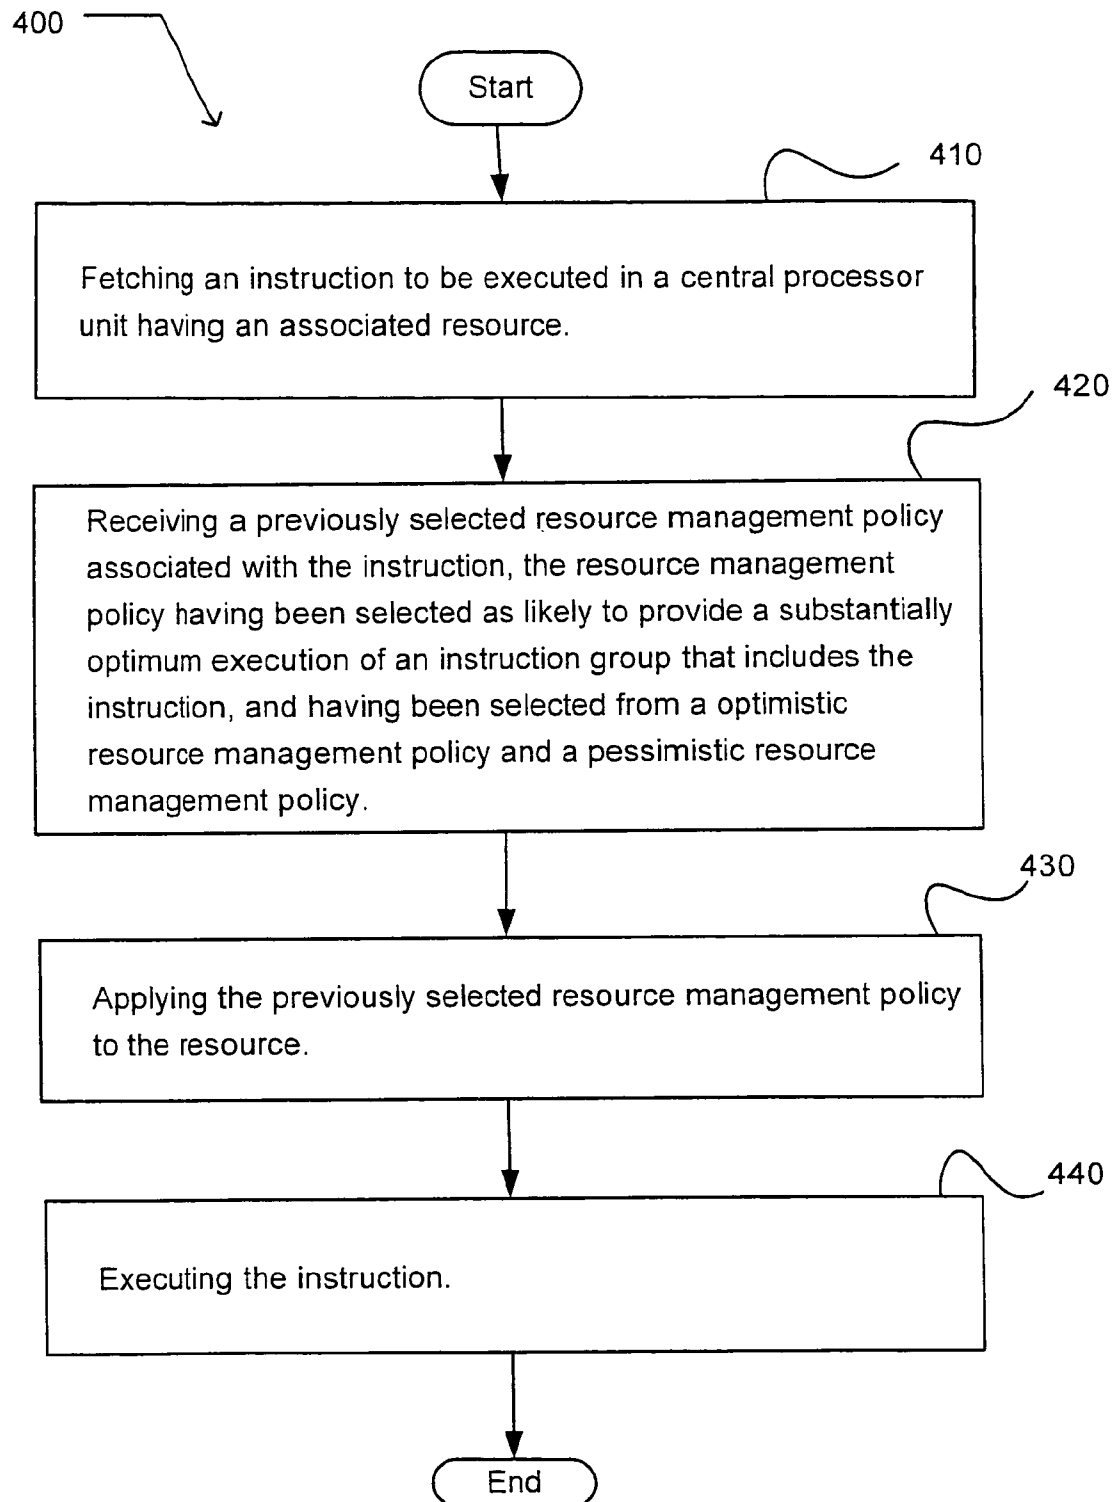 400
Start
410
Fetching an instruction to be executed in a central processor
unit having an associated resource.
420
Receiving a previously selected resource management policy
associated with the instruction, the resource management
policy having been selected as likely to provide a substantially
optimum execution of an instruction group that includes the
instruction, and having been selected from a optimistic
resource management policy and a pessimistic resource
management policy.
430
Applying the previously selected resource management policy
to the resource.
440
Executing the instruction.
End